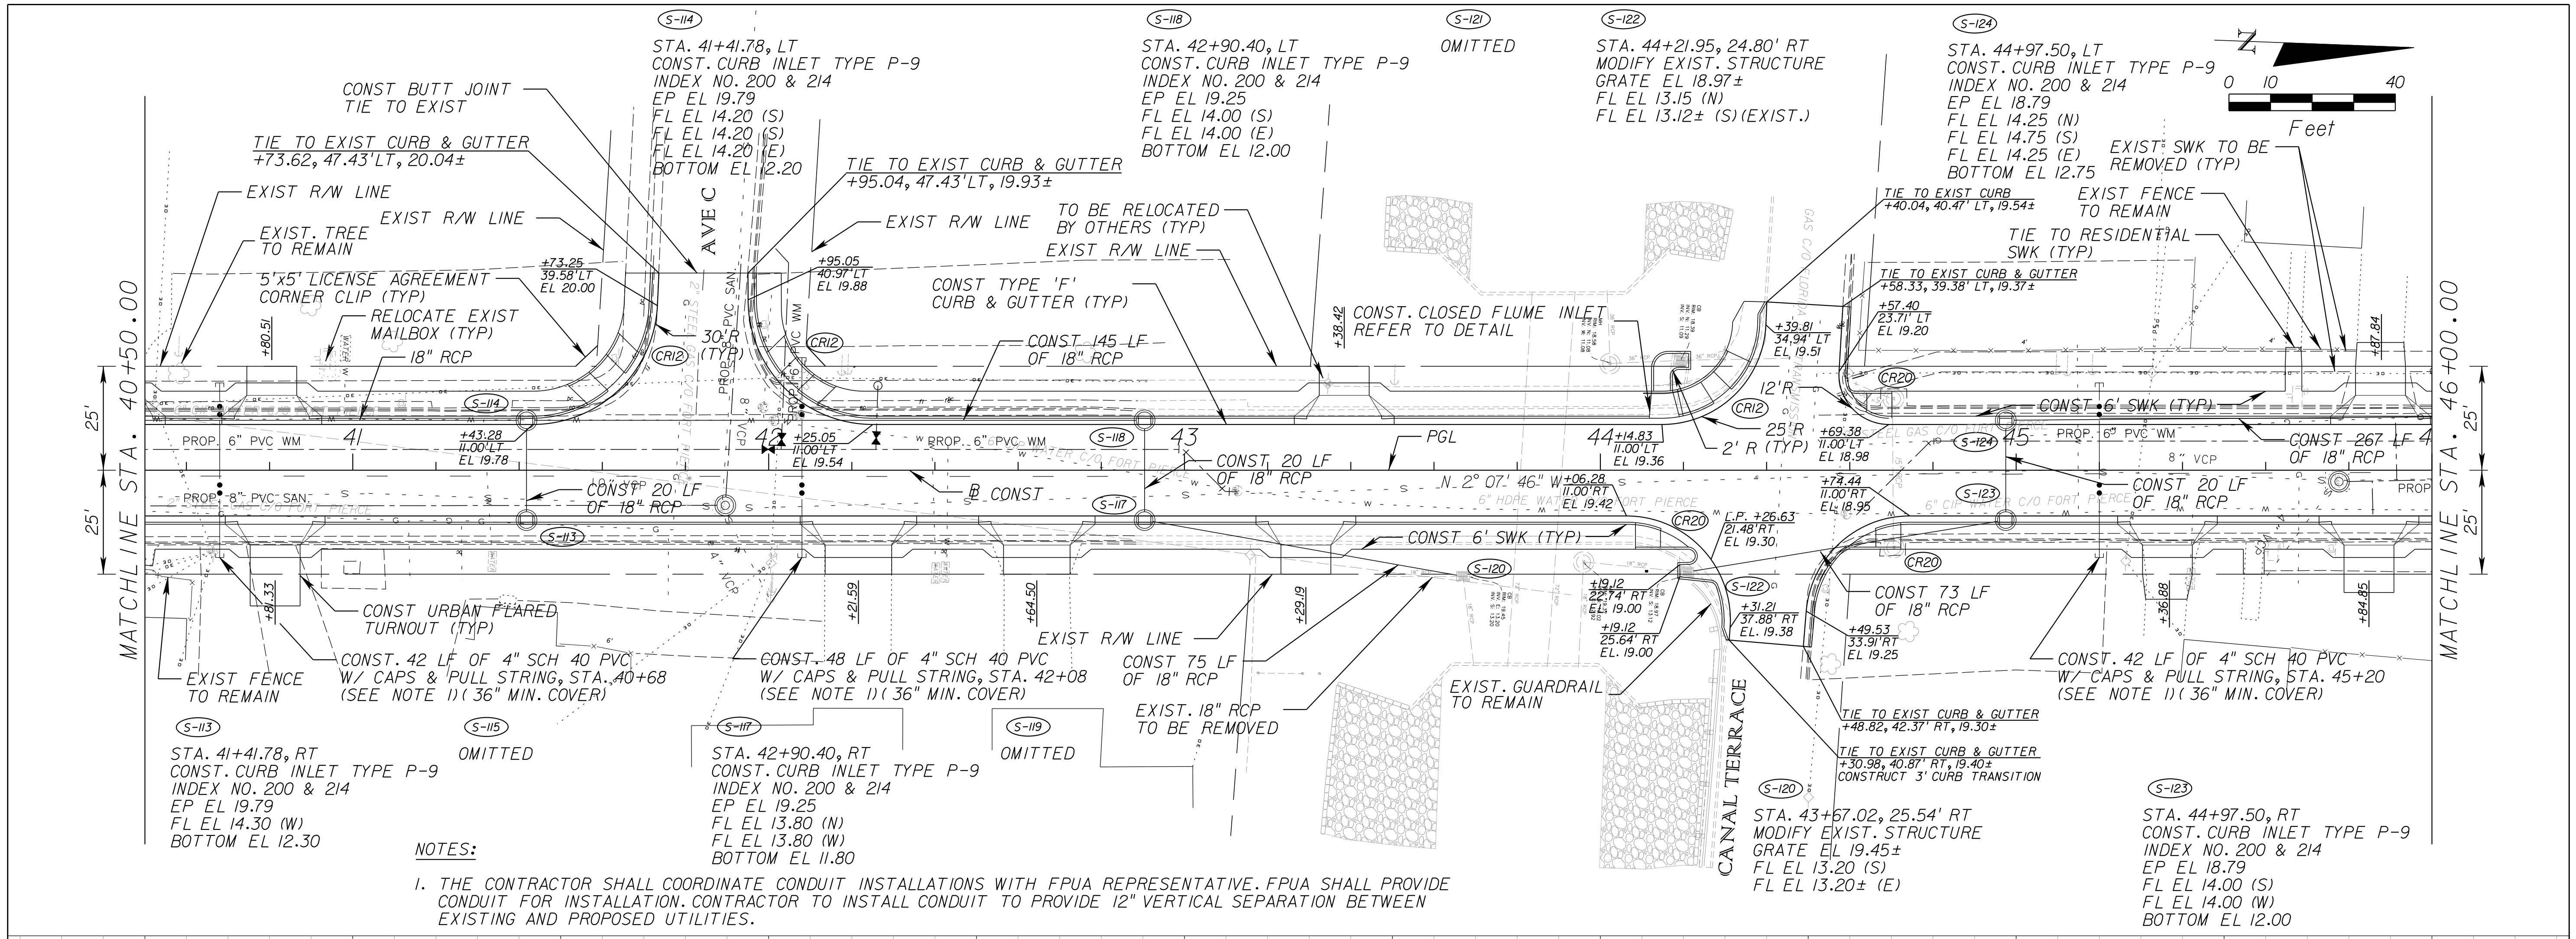 S-114
STA. 41+41.78, LT
CONST. CURB INLET TYPE P-9
INDEX NO. 200 & 214
EP EL 19.79
FL EL 14.20 (S)
FL EL 14.20 (S)
FL EL 14.20 (E)
BOTTOM EL 12.20
S-118
STA. 42+90.40, LT
CONST. CURB INLET TYPE P-9
INDEX NO. 200 & 214
EP EL 19.25
FL EL 14.00 (S)
FL EL 14.00 (E)
BOTTOM EL 12.00
S-121
OMITTED
S-122
STA. 44+21.95, 24.80' RT
MODIFY EXIST. STRUCTURE
GRATE EL 18.97±
FL EL 13.15 (N)
FL EL 13.12± (S)(EXIST.)
S-124
STA. 44+97.50, LT
CONST. CURB INLET TYPE P-9
INDEX NO. 200 & 214
EP EL 18.79
FL EL 14.25 (N)
FL EL 14.75 (S)
FL EL 14.25 (E)
BOTTOM EL 12.75
N
0 10 40
Feet
CONST BUTT JOINT
TIE TO EXIST
TIE TO EXIST CURB & GUTTER
+73.62, 47.43'LT, 20.04±
EXIST R/W LINE
EXIST R/W LINE
EXIST. TREE
TO REMAIN
5'x5' LICENSE AGREEMENT
CORNER CLIP (TYP)
RELOCATE EXIST
MAILBOX (TYP)
18" RCP
+80.51
+73.25
39.58'LT
EL 20.00
AVE C
TIE TO EXIST CURB & GUTTER
+95.04, 47.43'LT, 19.93±
EXIST R/W LINE
+95.05
40.97'LT
EL 19.88
30'R
(TYP)
CR12
CR12
TO BE RELOCATED
BY OTHERS (TYP)
EXIST R/W LINE
CONST TYPE 'F'
CURB & GUTTER (TYP)
CONST 145 LF
OF 18" RCP
+38.42
CONST. CLOSED FLUME INLET
REFER TO DETAIL
TIE TO EXIST CURB
+40.04, 40.47' LT, 19.54±
EXIST SWK TO BE
REMOVED (TYP)
EXIST FENCE
TO REMAIN
TIE TO RESIDENTIAL
SWK (TYP)
TIE TO EXIST CURB & GUTTER
+58.33, 39.38' LT, 19.37±
+57.40
23.71' LT
EL 19.20
+39.81
34.94' LT
EL 19.51
+87.84
12'R
CR20
CR12
25'R
2' R (TYP)
CONST 6' SWK (TYP)
CONST 267 LF
OF 18" RCP
MATCHLINE STA. 40+50.00
25'
25'
PROP. 6" PVC WM
41
S-114
+43.28
11.00'LT
EL 19.78
PROP. 8" PVC SAN.
PROP. 6" PVC WM
8" VCP
42
+25.05
11.00'LT
EL 19.54
PROP. 6" PVC WM
S-118
43
PGL
44
+14.83
11.00'LT
EL 19.36
+69.38
11.00'LT
EL 18.98
S-124
45
PROP. 6" PVC WM
8" VCP
MATCHLINE STA. 46+00.00
25'
25'
PROP. 8" PVC SAN.
CONST 20 LF
OF 18" RCP
B CONST
CONST. 20 LF
OF 18" RCP
N 2° 07' 46" W
+06.28
11.00'RT
EL 19.42
+74.44
11.00'RT
EL 18.95
CONST 20 LF
OF 18" RCP
PROP
S-113
S-117
CR20
L.P. +26.63
21.48'RT
EL 19.30
S-123
CR20
CONST 6' SWK (TYP)
S-120
S-122
4" VCP
+81.33
CONST URBAN FLARED
TURNOUT (TYP)
+21.59
+64.50
+29.19
+19.12
22.74' RT
EL. 19.00
+19.12
25.64' RT
EL. 19.00
+31.21
37.88' RT
EL. 19.38
CONST 73 LF
OF 18" RCP
+49.53
33.91'RT
EL 19.25
+36.88
+84.85
EXIST FENCE
TO REMAIN
CONST. 42 LF OF 4" SCH 40 PVC
W/ CAPS & PULL STRING, STA. 40+68
(SEE NOTE 1)( 36" MIN. COVER)
CONST. 48 LF OF 4" SCH 40 PVC
W/ CAPS & PULL STRING, STA. 42+08
(SEE NOTE 1)( 36" MIN. COVER)
EXIST R/W LINE
CONST 75 LF
OF 18" RCP
EXIST. 18" RCP
TO BE REMOVED
EXIST. GUARDRAIL
TO REMAIN
CANAL TERRACE
CONST. 42 LF OF 4" SCH 40 PVC
W/ CAPS & PULL STRING, STA. 45+20
(SEE NOTE 1)( 36" MIN. COVER)
TIE TO EXIST CURB & GUTTER
+48.82, 42.37' RT, 19.30±
TIE TO EXIST CURB & GUTTER
+30.98, 40.87' RT, 19.40±
CONSTRUCT 3' CURB TRANSITION
S-113
STA. 41+41.78, RT
CONST. CURB INLET TYPE P-9
INDEX NO. 200 & 214
EP EL 19.79
FL EL 14.30 (W)
BOTTOM EL 12.30
S-115
OMITTED
S-117
STA. 42+90.40, RT
CONST. CURB INLET TYPE P-9
INDEX NO. 200 & 214
EP EL 19.25
FL EL 13.80 (N)
FL EL 13.80 (W)
BOTTOM EL 11.80
S-119
OMITTED
S-120
STA. 43+67.02, 25.54' RT
MODIFY EXIST. STRUCTURE
GRATE EL 19.45±
FL EL 13.20 (S)
FL EL 13.20± (E)
S-123
STA. 44+97.50, RT
CONST. CURB INLET TYPE P-9
INDEX NO. 200 & 214
EP EL 18.79
FL EL 14.00 (S)
FL EL 14.00 (W)
BOTTOM EL 12.00
NOTES:
1. THE CONTRACTOR SHALL COORDINATE CONDUIT INSTALLATIONS WITH FPUA REPRESENTATIVE. FPUA SHALL PROVIDE
CONDUIT FOR INSTALLATION. CONTRACTOR TO INSTALL CONDUIT TO PROVIDE 12" VERTICAL SEPARATION BETWEEN
EXISTING AND PROPOSED UTILITIES.